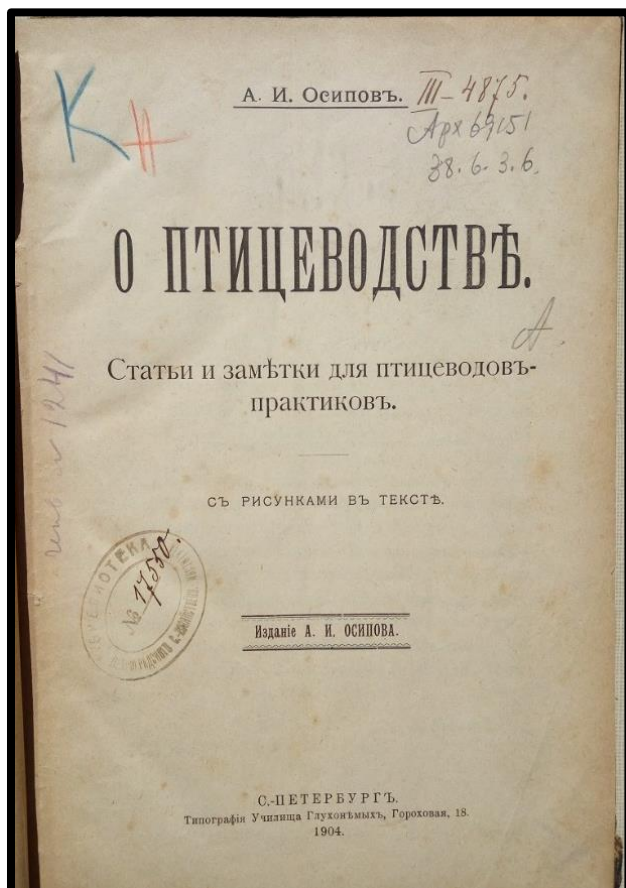 К
н
А. И. Осиповъ. III-4875.
Арх 69151
38.6.3.6.
О ПТИЦЕВОДСТВѢ.
А.
Статьи и замѣтки для птицеводовъ-
практиковъ.
СЪ РИСУНКАМИ ВЪ ТЕКСТѢ.
БИБЛИОТЕКА
№ 17550.
Изданіе А. И. ОСИПОВА.
С.-ПЕТЕРБУРГЪ.
Типографія Училища Глухонѣмыхъ, Гороховая, 18.
1904.